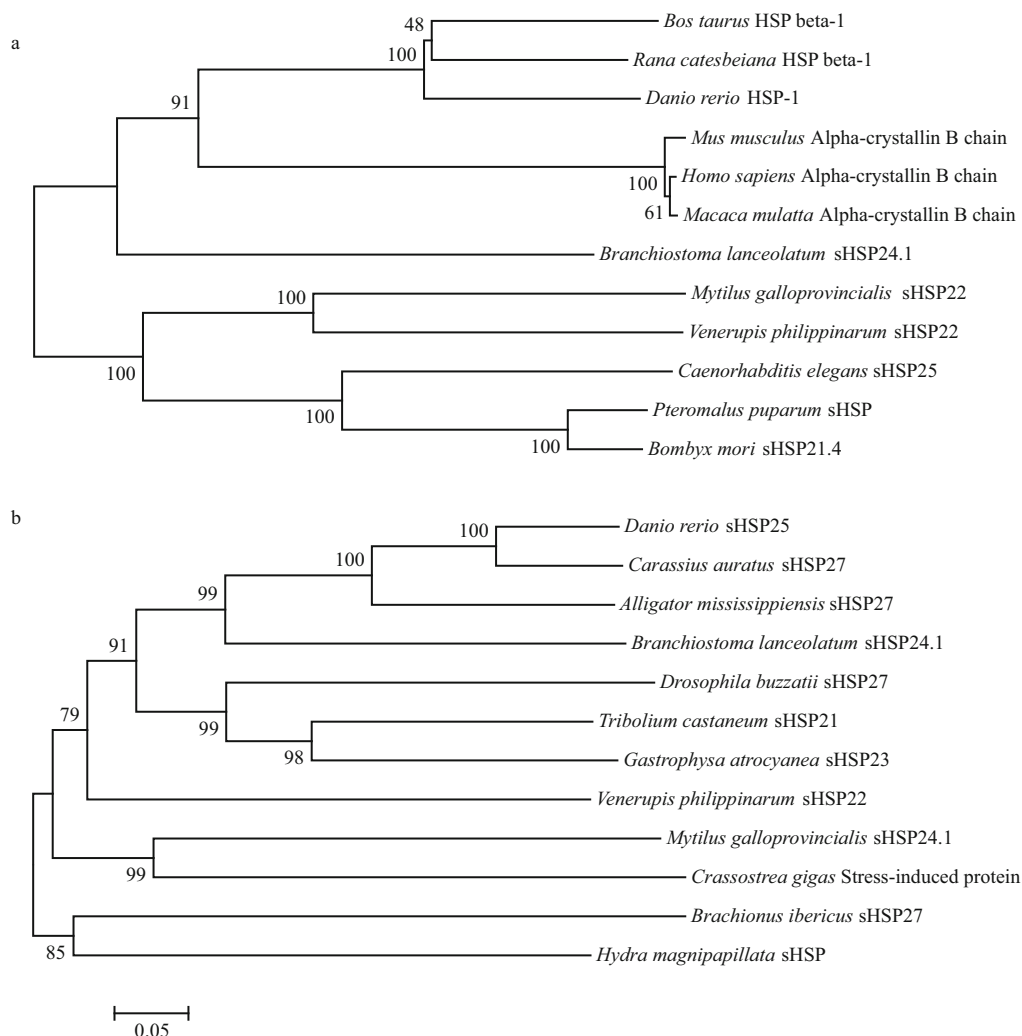 a
48
Bos taurus HSP beta-1
100
Rana catesbeiana HSP beta-1
91
Danio rerio HSP-1
Mus musculus Alpha-crystallin B chain
100
Homo sapiens Alpha-crystallin B chain
61
Macaca mulatta Alpha-crystallin B chain
Branchiostoma lanceolatum sHSP24.1
100
Mytilus galloprovincialis sHSP22
Venerupis philippinarum sHSP22
100
Caenorhabditis elegans sHSP25
100
Pteromalus puparum sHSP
100
Bombyx mori sHSP21.4
b
100
Danio rerio sHSP25
100
Carassius auratus sHSP27
99
Alligator mississippiensis sHSP27
91
Branchiostoma lanceolatum sHSP24.1
Drosophila buzzatii sHSP27
79
99
Tribolium castaneum sHSP21
98
Gastrophysa atrocyanea sHSP23
Venerupis philippinarum sHSP22
Mytilus galloprovincialis sHSP24.1
99
Crassostrea gigas Stress-induced protein
Brachionus ibericus sHSP27
85
Hydra magnipapillata sHSP
0.05